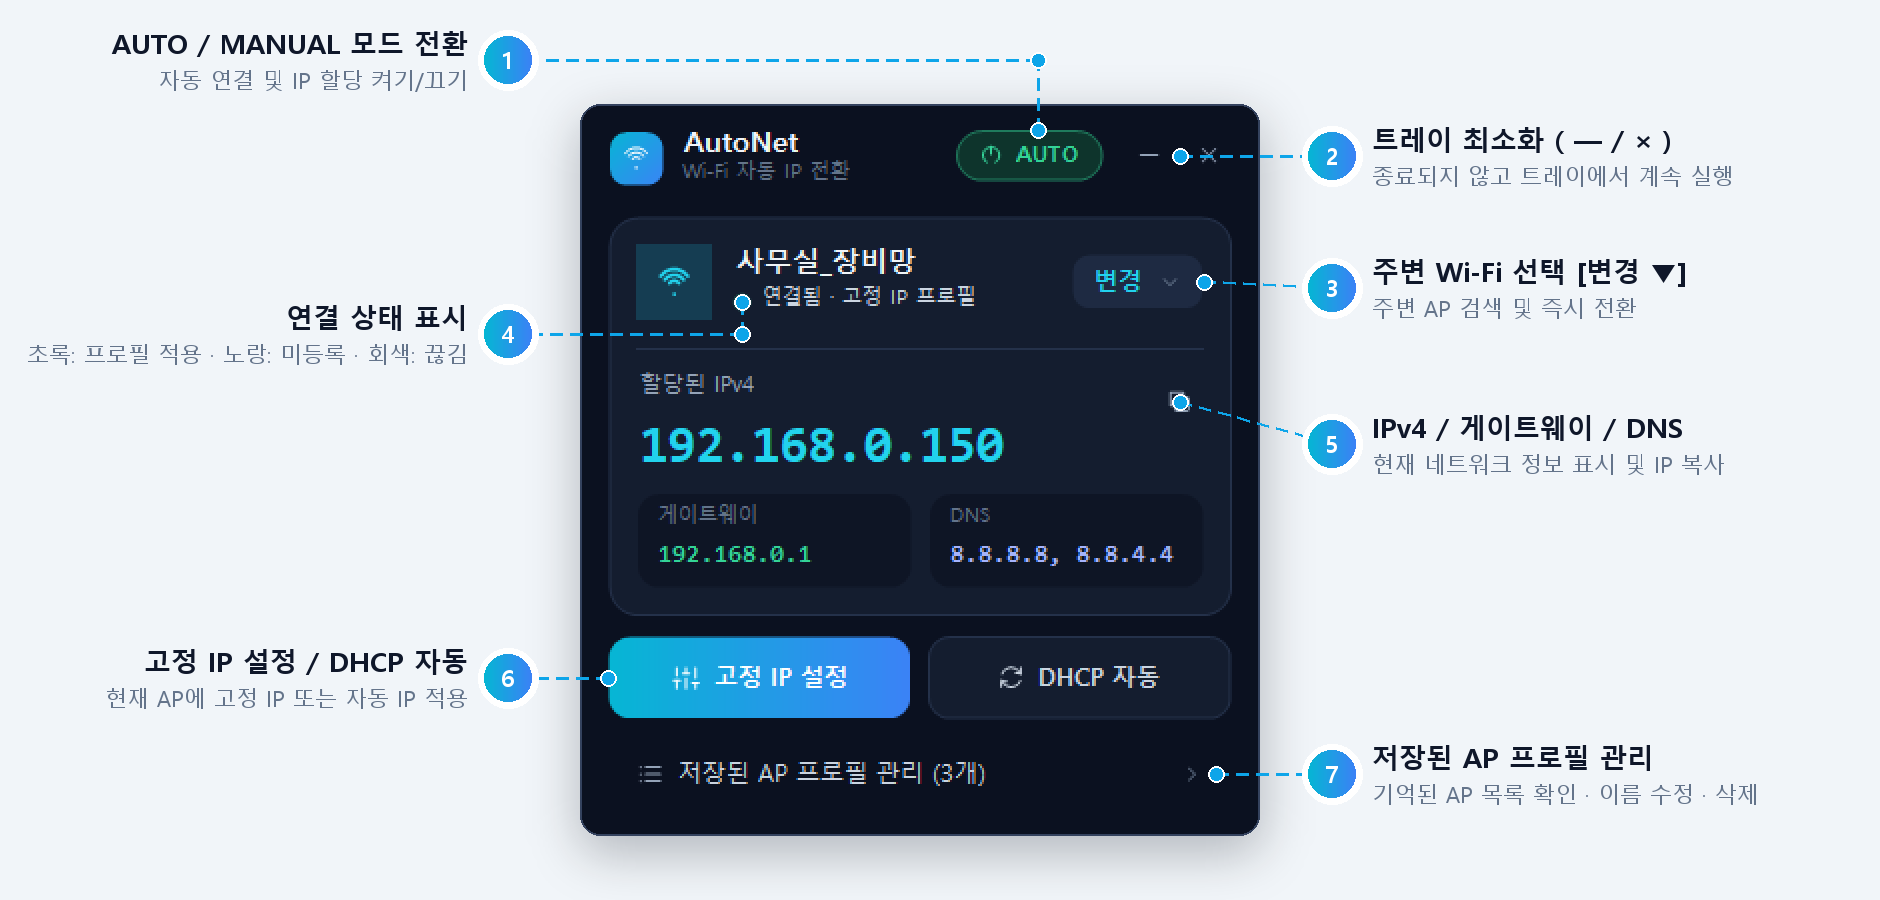 AUTO / MANUAL 모드 전환
자동 연결 및 IP 할당 켜기/끄기
1
AutoNet
Wi-Fi 자동 IP 전환
AUTO
— ×
2
트레이 최소화 ( — / × )
종료되지 않고 트레이에서 계속 실행
사무실_장비망
연결됨 · 고정 IP 프로필
변경
3
주변 Wi-Fi 선택 [변경 ▼]
주변 AP 검색 및 즉시 전환
연결 상태 표시
초록: 프로필 적용 · 노랑: 미등록 · 회색: 끊김
4
할당된 IPv4
192.168.0.150
5
IPv4 / 게이트웨이 / DNS
현재 네트워크 정보 표시 및 IP 복사
게이트웨이
192.168.0.1
DNS
8.8.8.8, 8.8.4.4
고정 IP 설정 / DHCP 자동
현재 AP에 고정 IP 또는 자동 IP 적용
6
고정 IP 설정
DHCP 자동
저장된 AP 프로필 관리 (3개)
7
저장된 AP 프로필 관리
기억된 AP 목록 확인 · 이름 수정 · 삭제